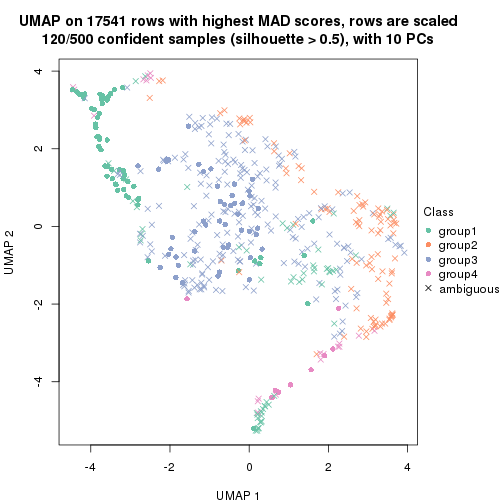 UMAP on 17541 rows with highest MAD scores, rows are scaled
120/500 confident samples (silhouette > 0.5), with 10 PCs
4
2
0
-2
-4
UMAP 2
-4
-2
0
2
4
UMAP 1
Class
group1
group2
group3
group4
ambiguous